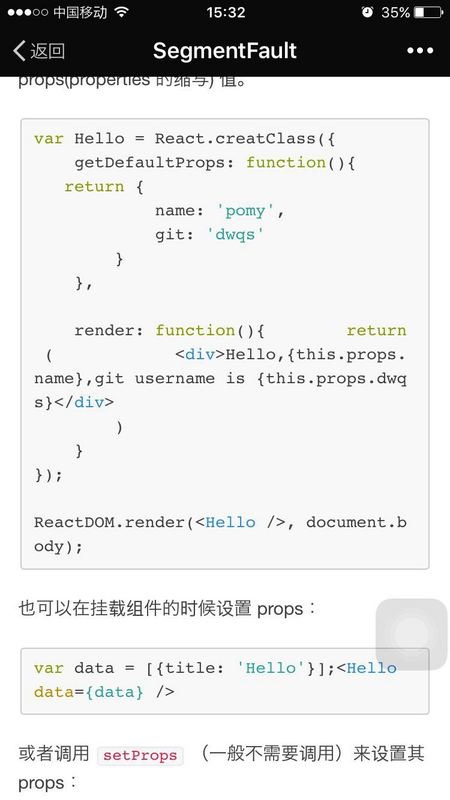 中国移动 15:32 35%
返回 SegmentFault
props(properties 的缩写) 值。
var Hello = React.creatClass({
getDefaultProps: function(){
return {
name: 'pomy',
git: 'dwqs'
}
},
render: function(){ return
( <div>Hello,{this.props.
name},git username is {this.props.dwq
s}</div>
)
}
});
ReactDOM.render(<Hello />, document.b
ody);
也可以在挂载组件的时候设置 props：
var data = [{title: 'Hello'}];<Hello
data={data} />
或者调用 setProps （一般不需要调用）来设置其
props：